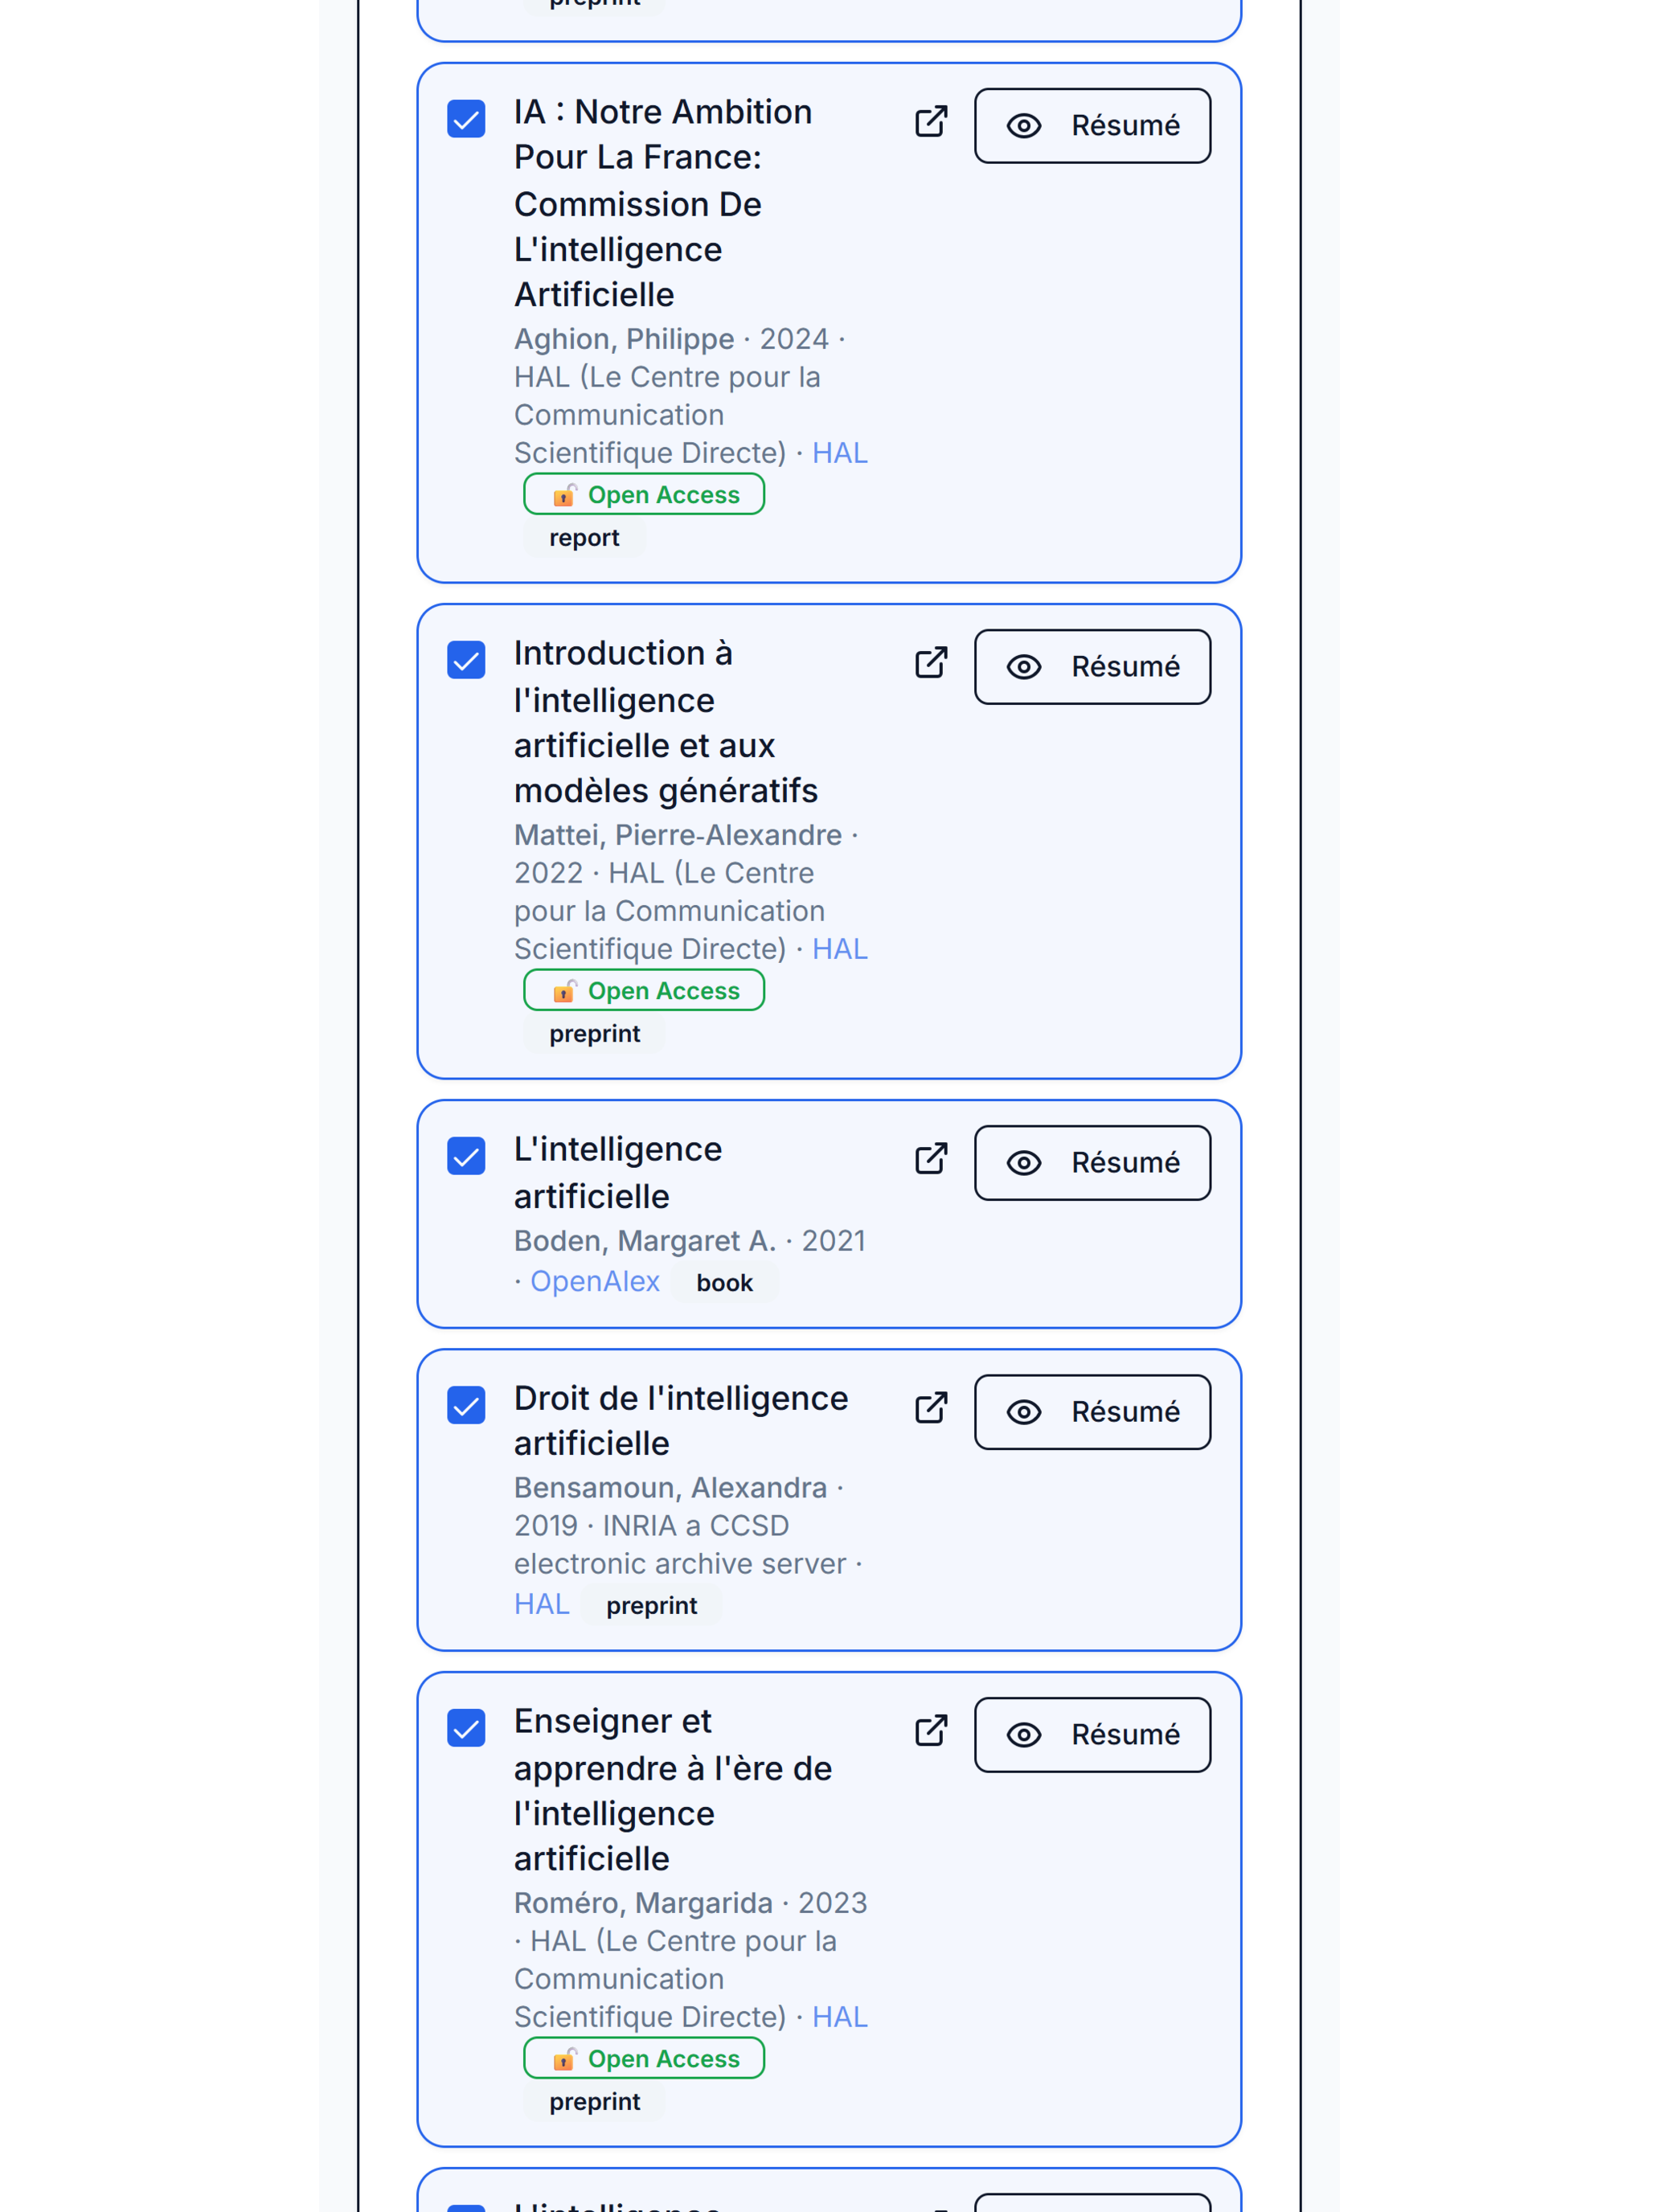 preprint
IA : Notre Ambition
Pour La France:
Commission De
L'intelligence
Artificielle
Résumé
Aghion, Philippe · 2024 ·
HAL (Le Centre pour la
Communication
Scientifique Directe) · HAL
Open Access
report
Introduction à
l'intelligence
artificielle et aux
modèles génératifs
Résumé
Mattei, Pierre-Alexandre ·
2022 · HAL (Le Centre
pour la Communication
Scientifique Directe) · HAL
Open Access
preprint
L'intelligence
artificielle
Résumé
Boden, Margaret A. · 2021
· OpenAlex book
Droit de l'intelligence
artificielle
Résumé
Bensamoun, Alexandra ·
2019 · INRIA a CCSD
electronic archive server ·
HAL preprint
Enseigner et
apprendre à l'ère de
l'intelligence
artificielle
Résumé
Roméro, Margarida · 2023
· HAL (Le Centre pour la
Communication
Scientifique Directe) · HAL
Open Access
preprint
L'intelligence